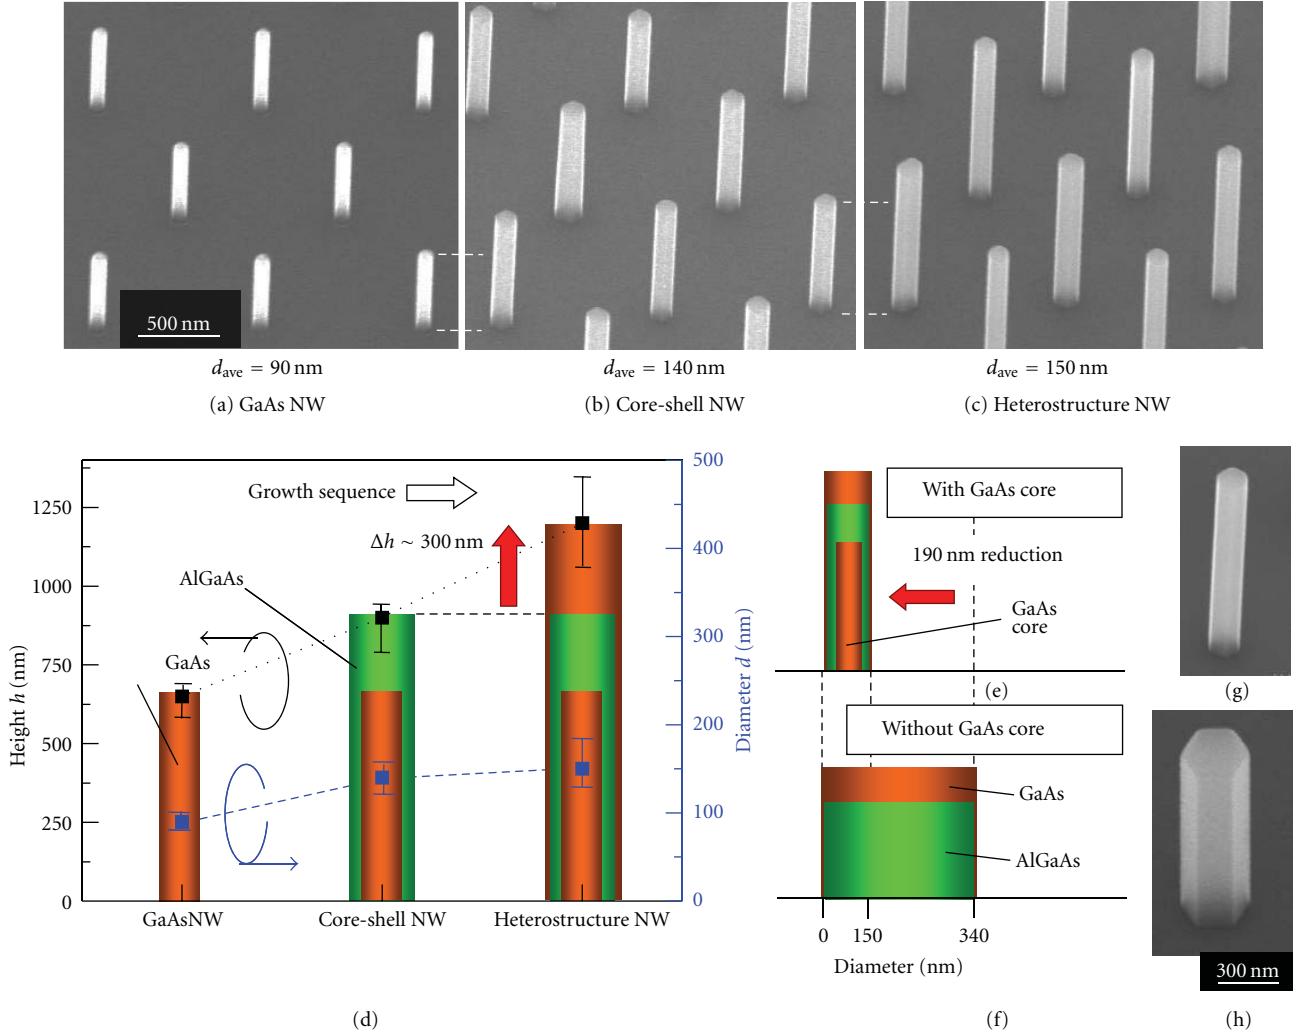 500 nm
d_ave = 90 nm
d_ave = 140 nm
d_ave = 150 nm
(a) GaAs NW
(b) Core-shell NW
(c) Heterostructure NW
Height h (nm)
1250
1000
750
500
250
0
Growth sequence
Δh ~ 300 nm
AlGaAs
GaAs
GaAsNW
Core-shell NW
Heterostructure NW
500
400
300
200
100
0
Diameter d (nm)
(d)
With GaAs core
190 nm reduction
GaAs
core
(e)
Without GaAs core
GaAs
AlGaAs
0
150
340
Diameter (nm)
(f)
(g)
300 nm
(h)